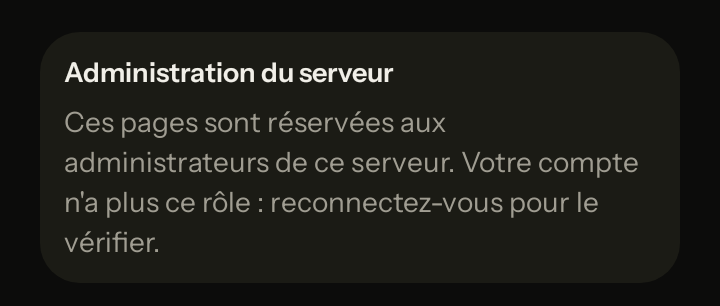 Administration du serveur
Ces pages sont réservées aux
administrateurs de ce serveur. Votre compte
n'a plus ce rôle : reconnectez-vous pour le
vérifier.